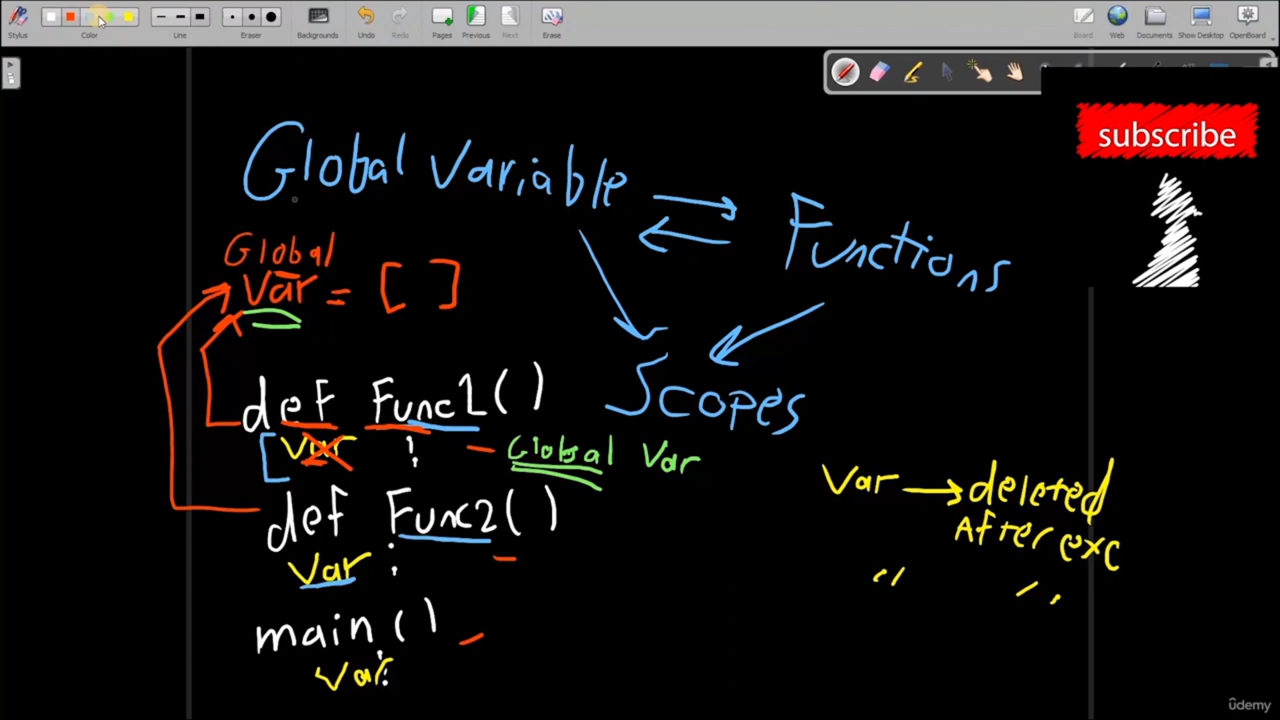 Stylus
Color
Line
Eraser
Backgrounds
Undo
Redo
Pages
Previous
Next
Erase
Board
Web
Documents
Show Desktop
OpenBoard
subscribe
Global Variable
Functions
Global
Var = [ ]
Scopes
def Func1()
Var : - Global Var
def Func2()
Var : -
main() -
Var :
Var → deleted
After exc
" "
ûdemy